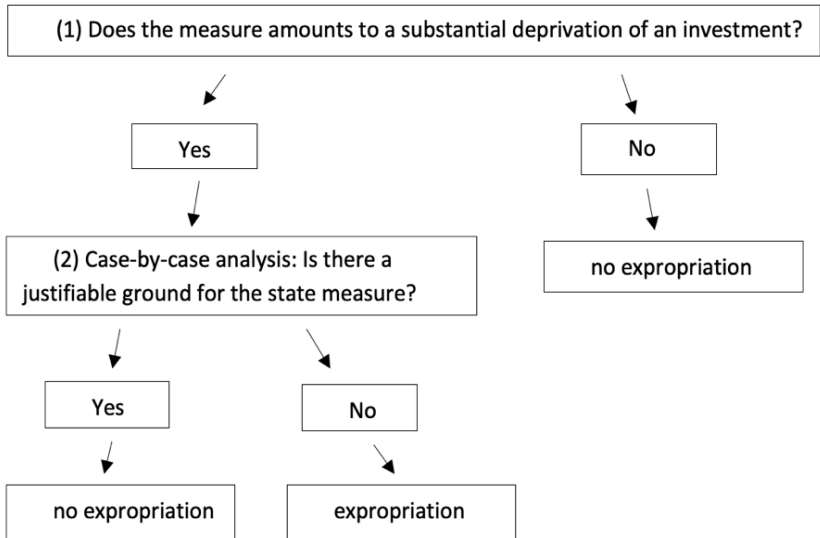 (1) Does the measure amounts to a substantial deprivation of an investment?
Yes
No
(2) Case-by-case analysis: Is there a
justifiable ground for the state measure?
no expropriation
Yes
No
no expropriation
expropriation